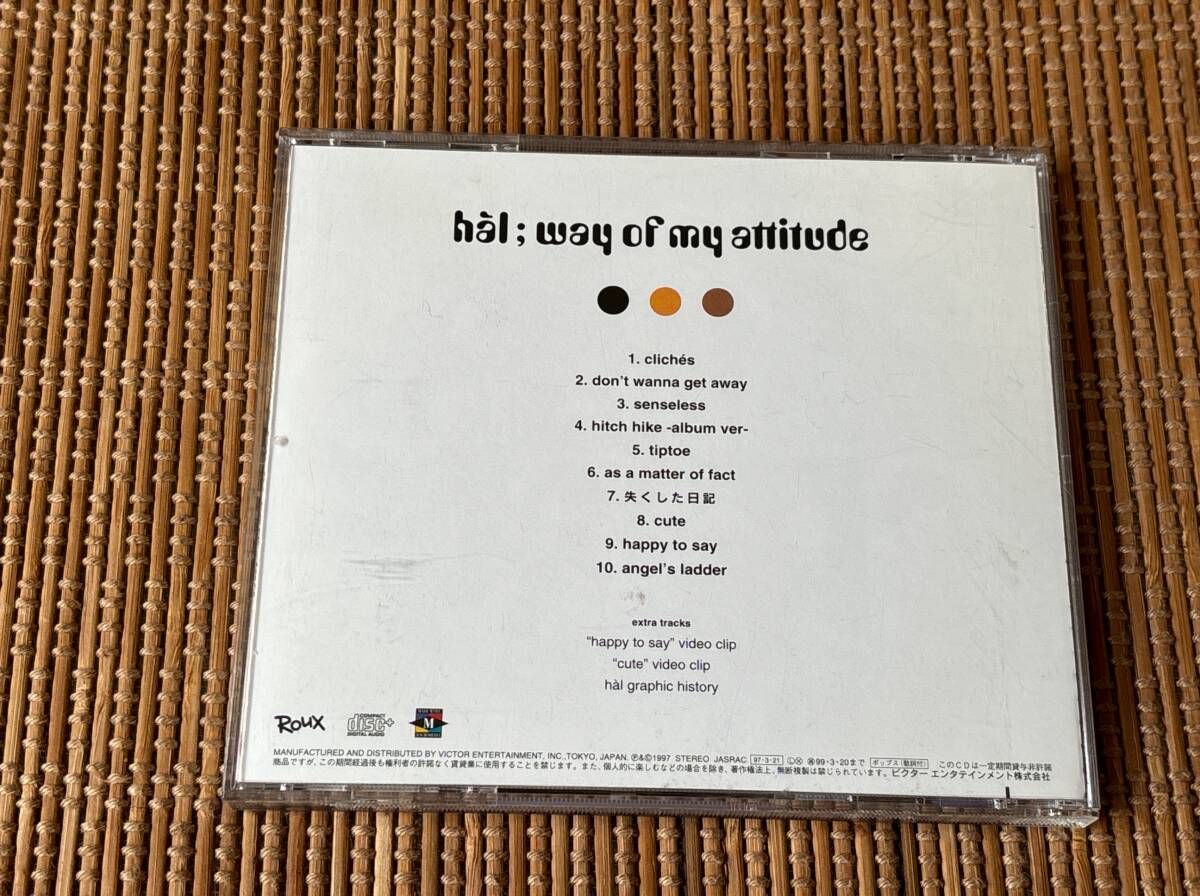 hàl ; way of my attitude
1. clichés
2. don't wanna get away
3. senseless
4. hitch hike -album ver-
5. tiptoe
6. as a matter of fact
7. 失くした日記
8. cute
9. happy to say
10. angel's ladder
extra tracks
“happy to say” video clip
“cute” video clip
hàl graphic history
Roux
COMPACT
disc+
DIGITAL AUDIO
M
MANUFACTURED AND DISTRIBUTED BY VICTOR ENTERTAINMENT, INC.,TOKYO, JAPAN. ℗&©1997 STEREO JASRAC 97･3･21 Ⓛ Ⓧ 99･3･20まで ポップス(歌詞付) このCDは一定期間貸与非許諾
商品ですが、この期間経過後も権利者の許諾なく賃貸業に使用することを禁じます。また、個人的に楽しむなどの場合を除き、著作権法上、無断複製は禁じられています。ビクター エンタテインメント株式会社